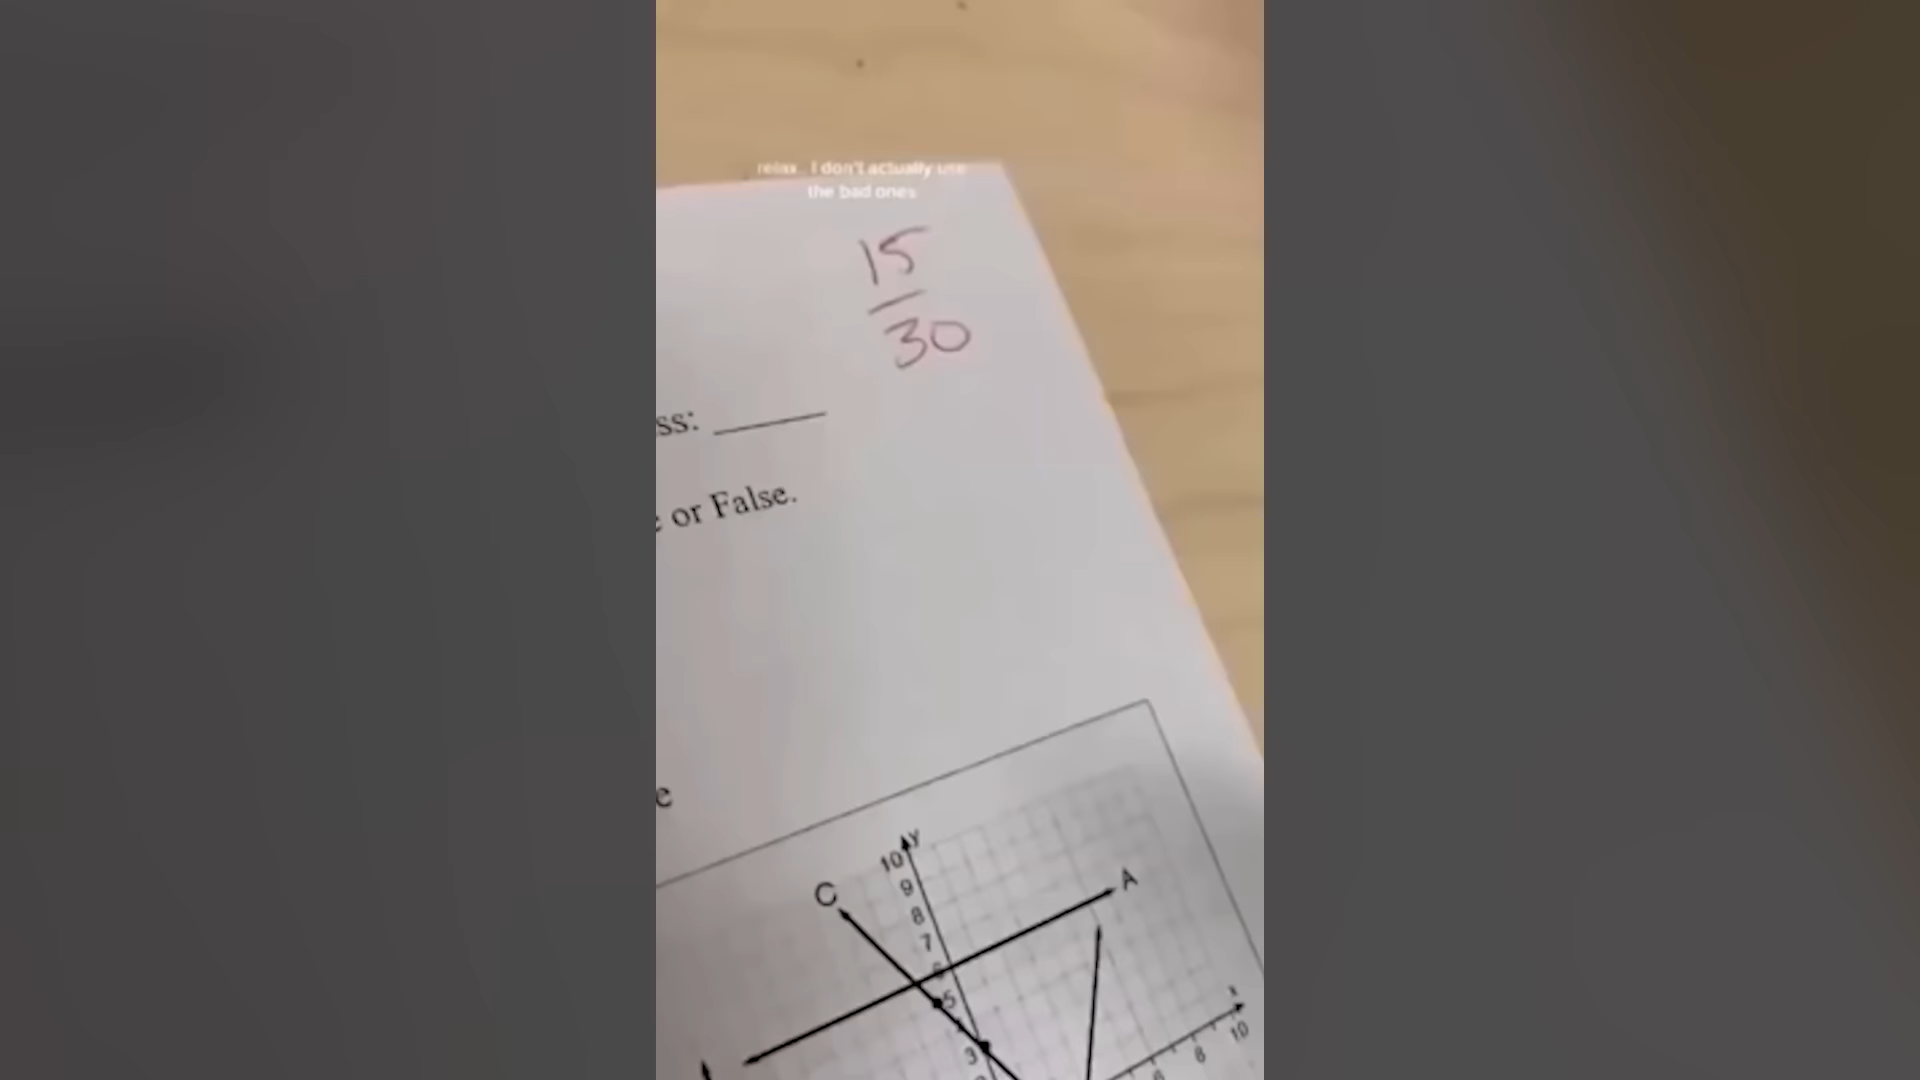 relax.. I don't actually use
the bad ones
15
30
ss:
or False.
e
y
10
C
A
9
8
7
6
5
x
10
3
8